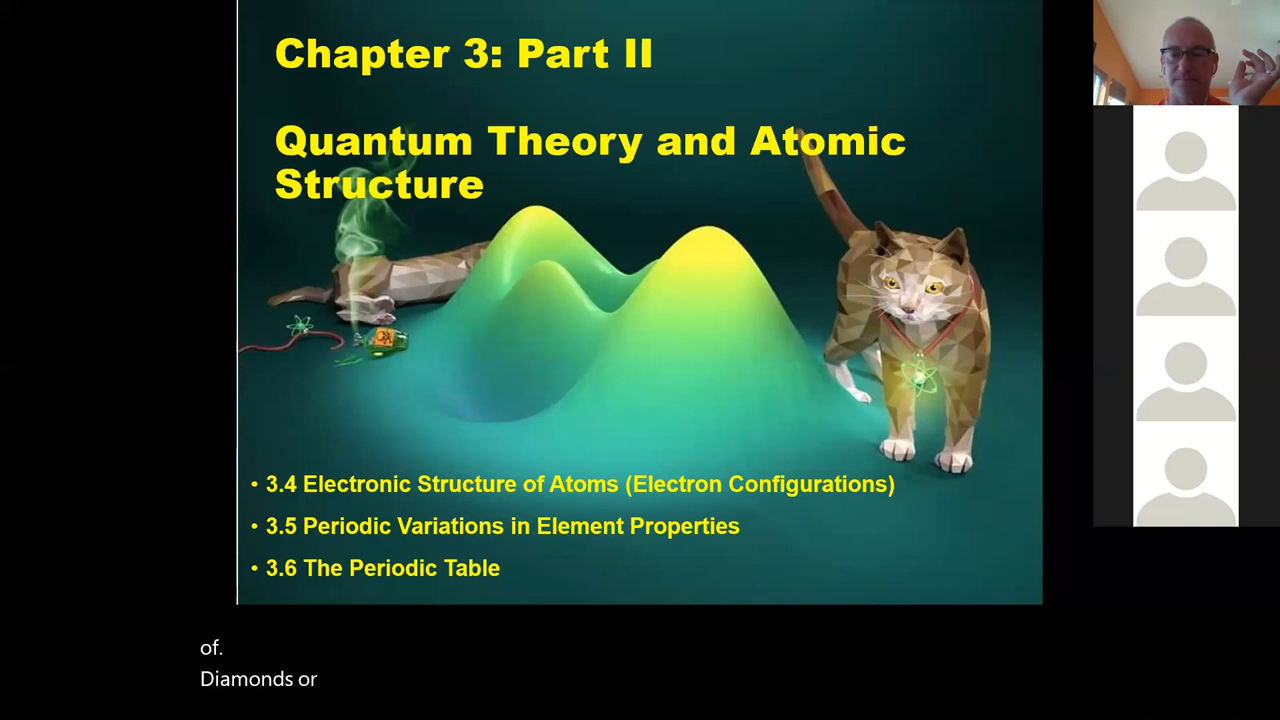 Chapter 3: Part II
Quantum Theory and Atomic
Structure
• 3.4 Electronic Structure of Atoms (Electron Configurations)
• 3.5 Periodic Variations in Element Properties
• 3.6 The Periodic Table
of.
Diamonds or